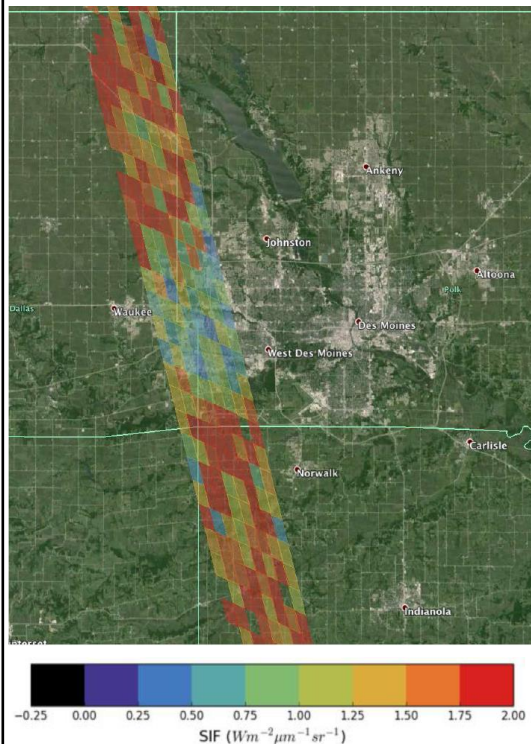 Ankeny
Johnston
Altoona
Polk
Dallas
Waukee
Des Moines
West Des Moines
Carlisle
Norwalk
Indianola
−0.25 0.00 0.25 0.50 0.75 1.00 1.25 1.50 1.75 2.00
SIF (Wm⁻²μm⁻¹sr⁻¹)